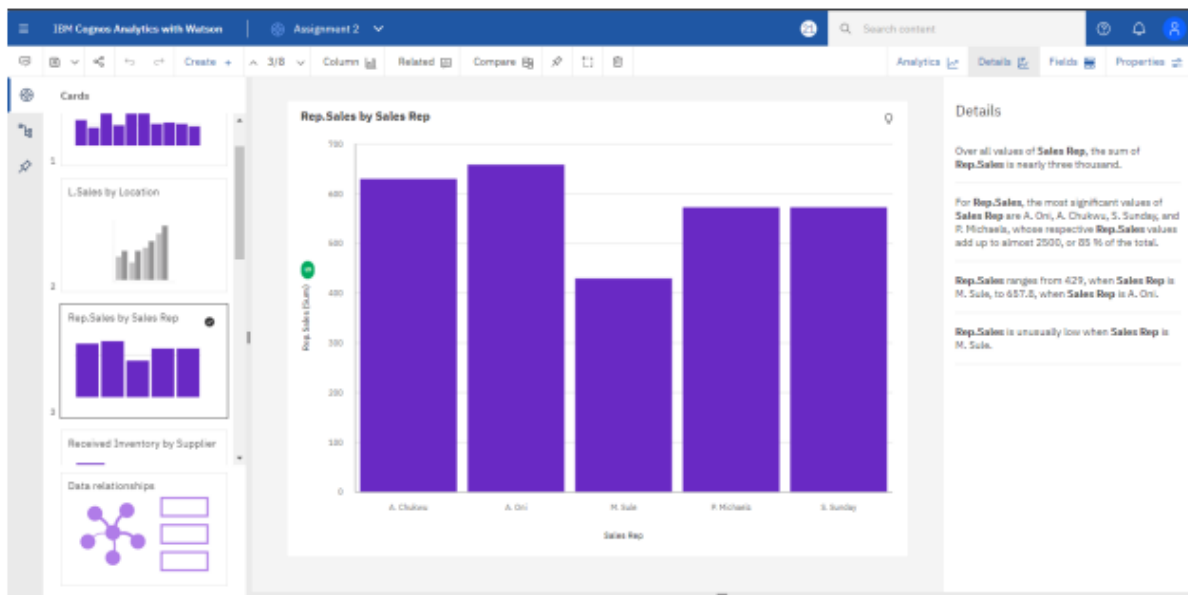 IBM Cognos Analytics with Watson
Assignment 2
21
Search content
Create +
3/8
Column
Related
Compare
Analytics
Details
Fields
Properties
Cards
1
L.Sales by Location
2
Rep.Sales by Sales Rep
3
Received Inventory by Supplier
Data relationships
Rep.Sales by Sales Rep
700
600
500
400
300
200
100
0
Rep.Sales (Sum)
A. Chukwu
A. Oni
M. Sule
P. Michaels
S. Sunday
Sales Rep
Details
Over all values of Sales Rep, the sum of
Rep.Sales is nearly three thousand.
For Rep.Sales, the most significant values of
Sales Rep are A. Oni, A. Chukwu, S. Sunday, and
P. Michaels, whose respective Rep.Sales values
add up to almost 2500, or 85 % of the total.
Rep.Sales ranges from 429, when Sales Rep is
M. Sule, to 657.8, when Sales Rep is A. Oni.
Rep.Sales is unusually low when Sales Rep is
M. Sule.